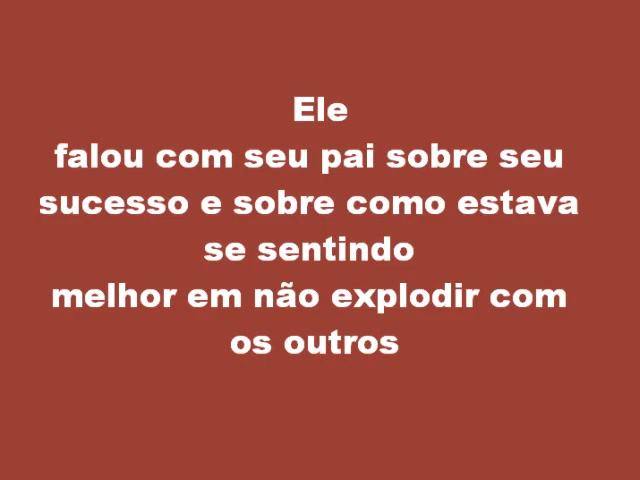 Ele
falou com seu pai sobre seu
sucesso e sobre como estava
se sentindo
melhor em não explodir com
os outros